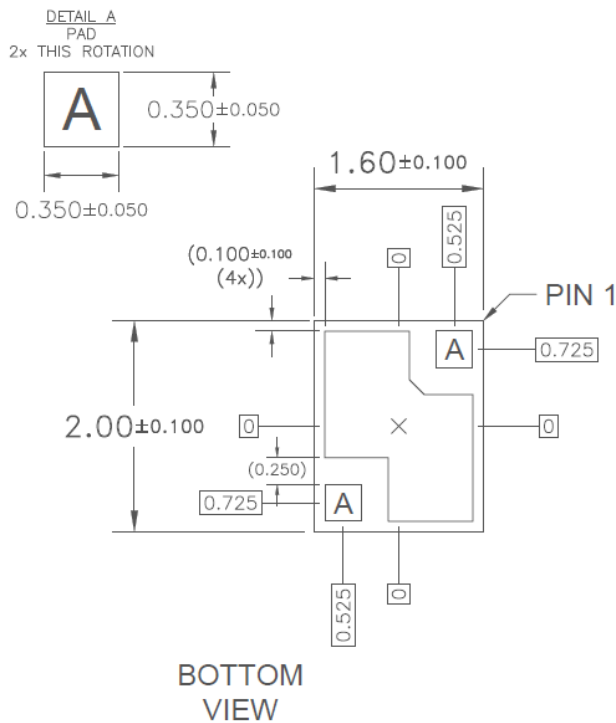 DETAIL A
PAD
2x THIS ROTATION
A
0.350±0.050
0.350±0.050
1.60±0.100
(0.100±0.100
(4x))
0
0.525
PIN 1
A
0.725
2.00±0.100
0
0
(0.250)
0.725
A
0.525
0
BOTTOM
VIEW